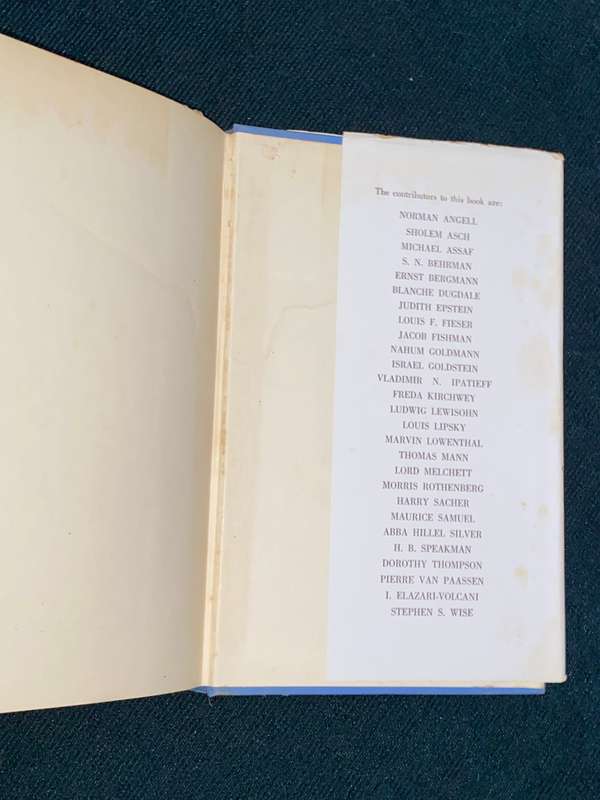 The contributors to this book are:
NORMAN ANGELL
SHOLEM ASCH
MICHAEL ASSAF
S. N. BEHRMAN
ERNST BERGMANN
BLANCHE DUGDALE
JUDITH EPSTEIN
LOUIS F. FIESER
JACOB FISHMAN
NAHUM GOLDMANN
ISRAEL GOLDSTEIN
VLADIMIR N. IPATIEFF
FREDA KIRCHWEY
LUDWIG LEWISOHN
LOUIS LIPSKY
MARVIN LOWENTHAL
THOMAS MANN
LORD MELCHETT
MORRIS ROTHENBERG
HARRY SACHER
MAURICE SAMUEL
ABBA HILLEL SILVER
H. B. SPEAKMAN
DOROTHY THOMPSON
PIERRE VAN PAASSEN
I. ELAZARI-VOLCANI
STEPHEN S. WISE